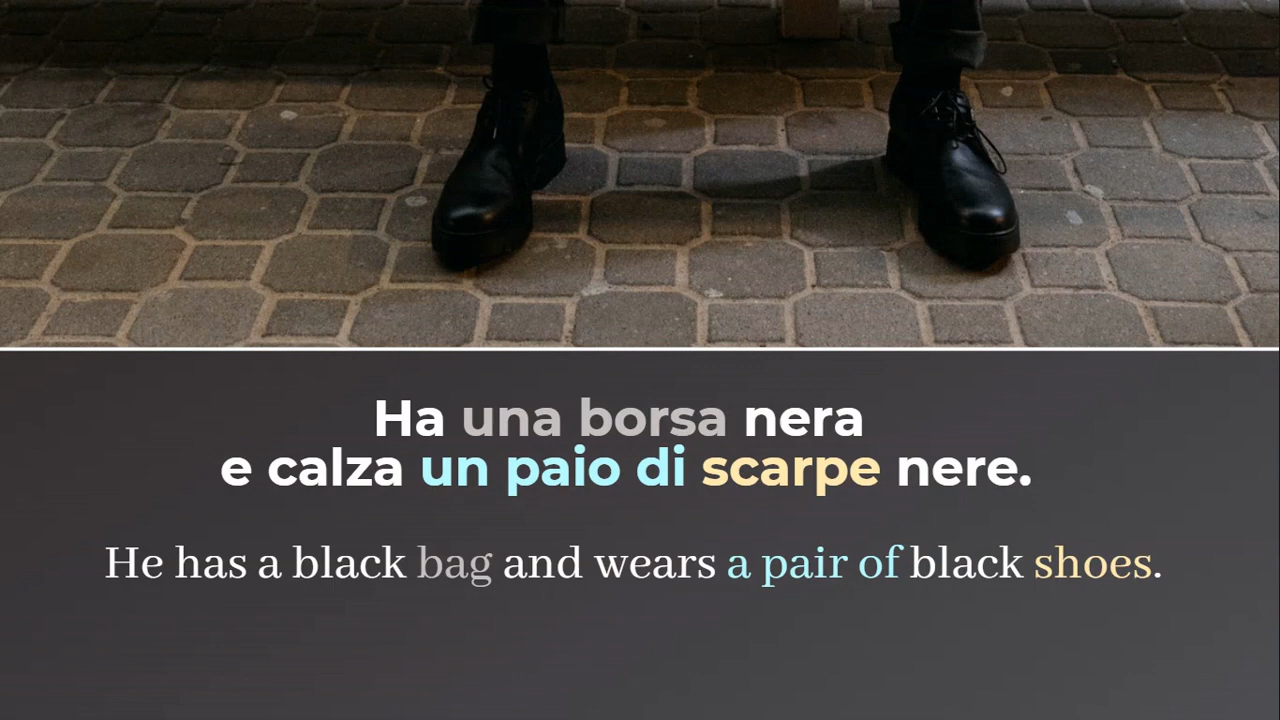 Ha una borsa nera
e calza un paio di scarpe nere.
He has a black bag and wears a pair of black shoes.